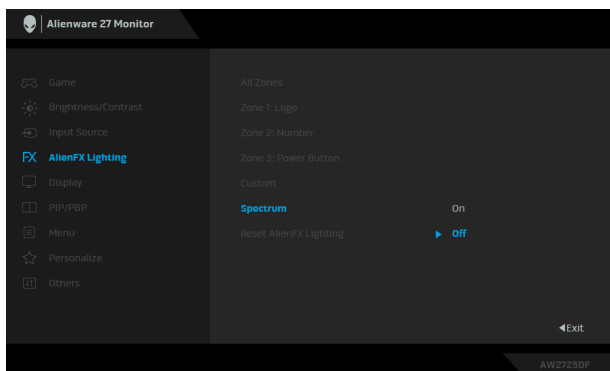 Alienware 27 Monitor
Game
All Zones
Brightness/Contrast
Zone 1: Logo
Input Source
Zone 2: Number
FX AlienFX Lighting
Zone 3: Power Button
Display
Custom
PIP/PBP
Spectrum On
Menu
Reset AlienFX Lighting Off
Personalize
Others
Exit
AW2725DF